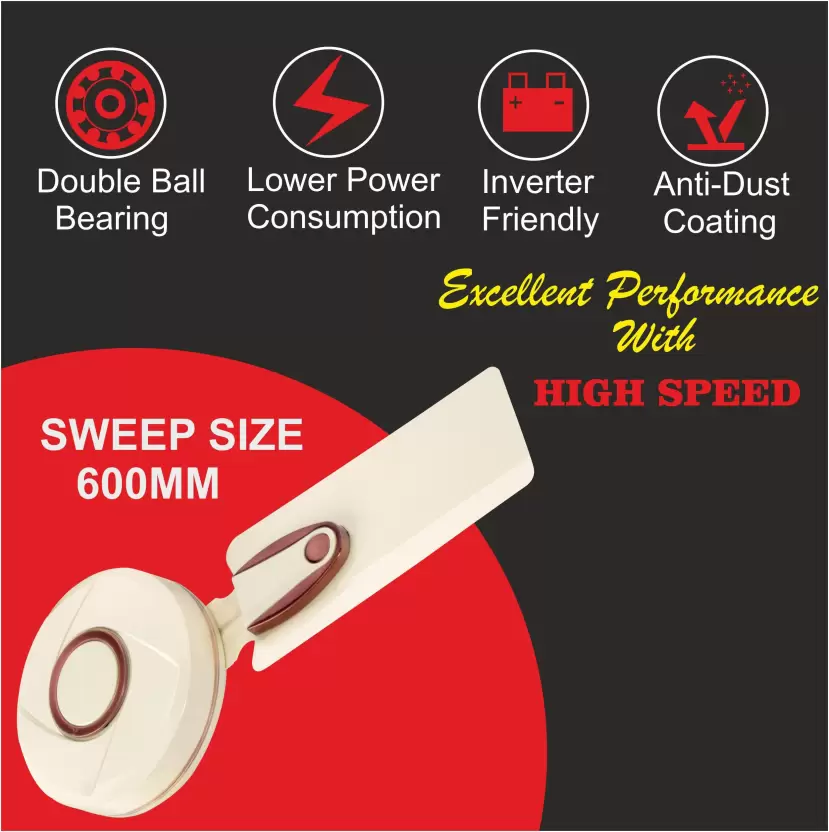 Double Ball
Bearing
Lower Power
Consumption
Inverter
Friendly
Anti-Dust
Coating
Excellent Performance
With
HIGH SPEED
SWEEP SIZE
600MM